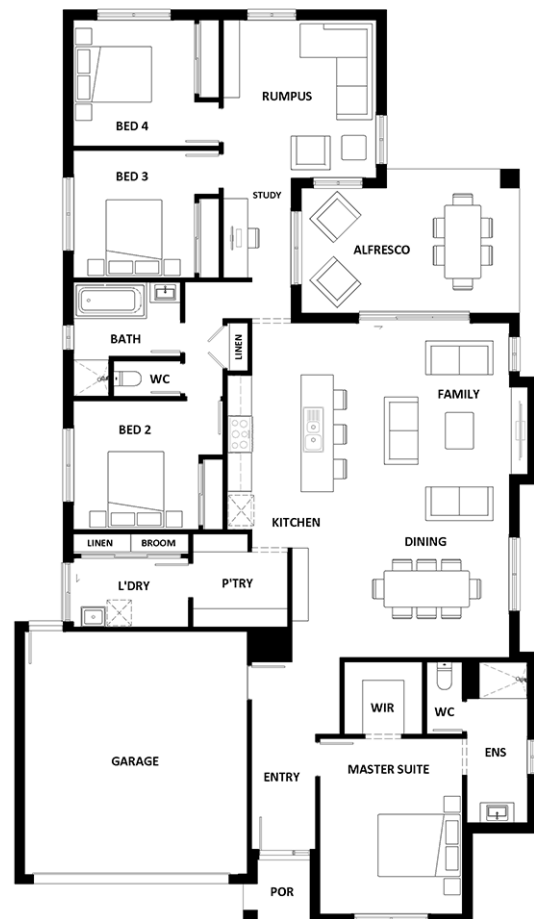 RUMPUS
BED 4
BED 3
STUDY
ALFRESCO
BATH
LINEN
WC
FAMILY
BED 2
KITCHEN
DINING
LINEN
BROOM
L'DRY
P'TRY
WIR
WC
GARAGE
ENTRY
MASTER SUITE
ENS
POR